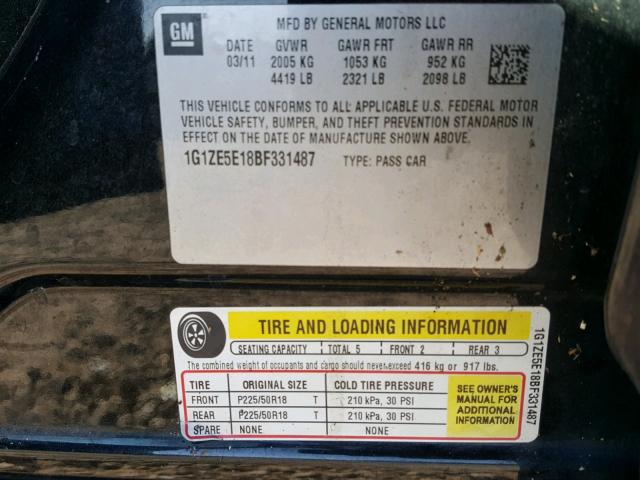 GM
MFD BY GENERAL MOTORS LLC
DATE GVWR GAWR FRT GAWR RR
03/11 2005 KG 1053 KG 952 KG
4419 LB 2321 LB 2098 LB
THIS VEHICLE CONFORMS TO ALL APPLICABLE U.S. FEDERAL MOTOR
VEHICLE SAFETY, BUMPER, AND THEFT PREVENTION STANDARDS IN
EFFECT ON THE DATE OF MANUFACTURE SHOWN ABOVE.
1G1ZE5E18BF331487 TYPE: PASS CAR
TIRE AND LOADING INFORMATION
SEATING CAPACITY TOTAL 5 FRONT 2 REAR 3
The combined weight of occupants and cargo should never exceed 416 kg or 917 lbs.
TIRE ORIGINAL SIZE COLD TIRE PRESSURE
FRONT P225/50R18 T 210 kPa, 30 PSI
REAR P225/50R18 T 210 kPa, 30 PSI
SPARE NONE NONE
SEE OWNER'S
MANUAL FOR
ADDITIONAL
INFORMATION
1G1ZE5E18BF331487